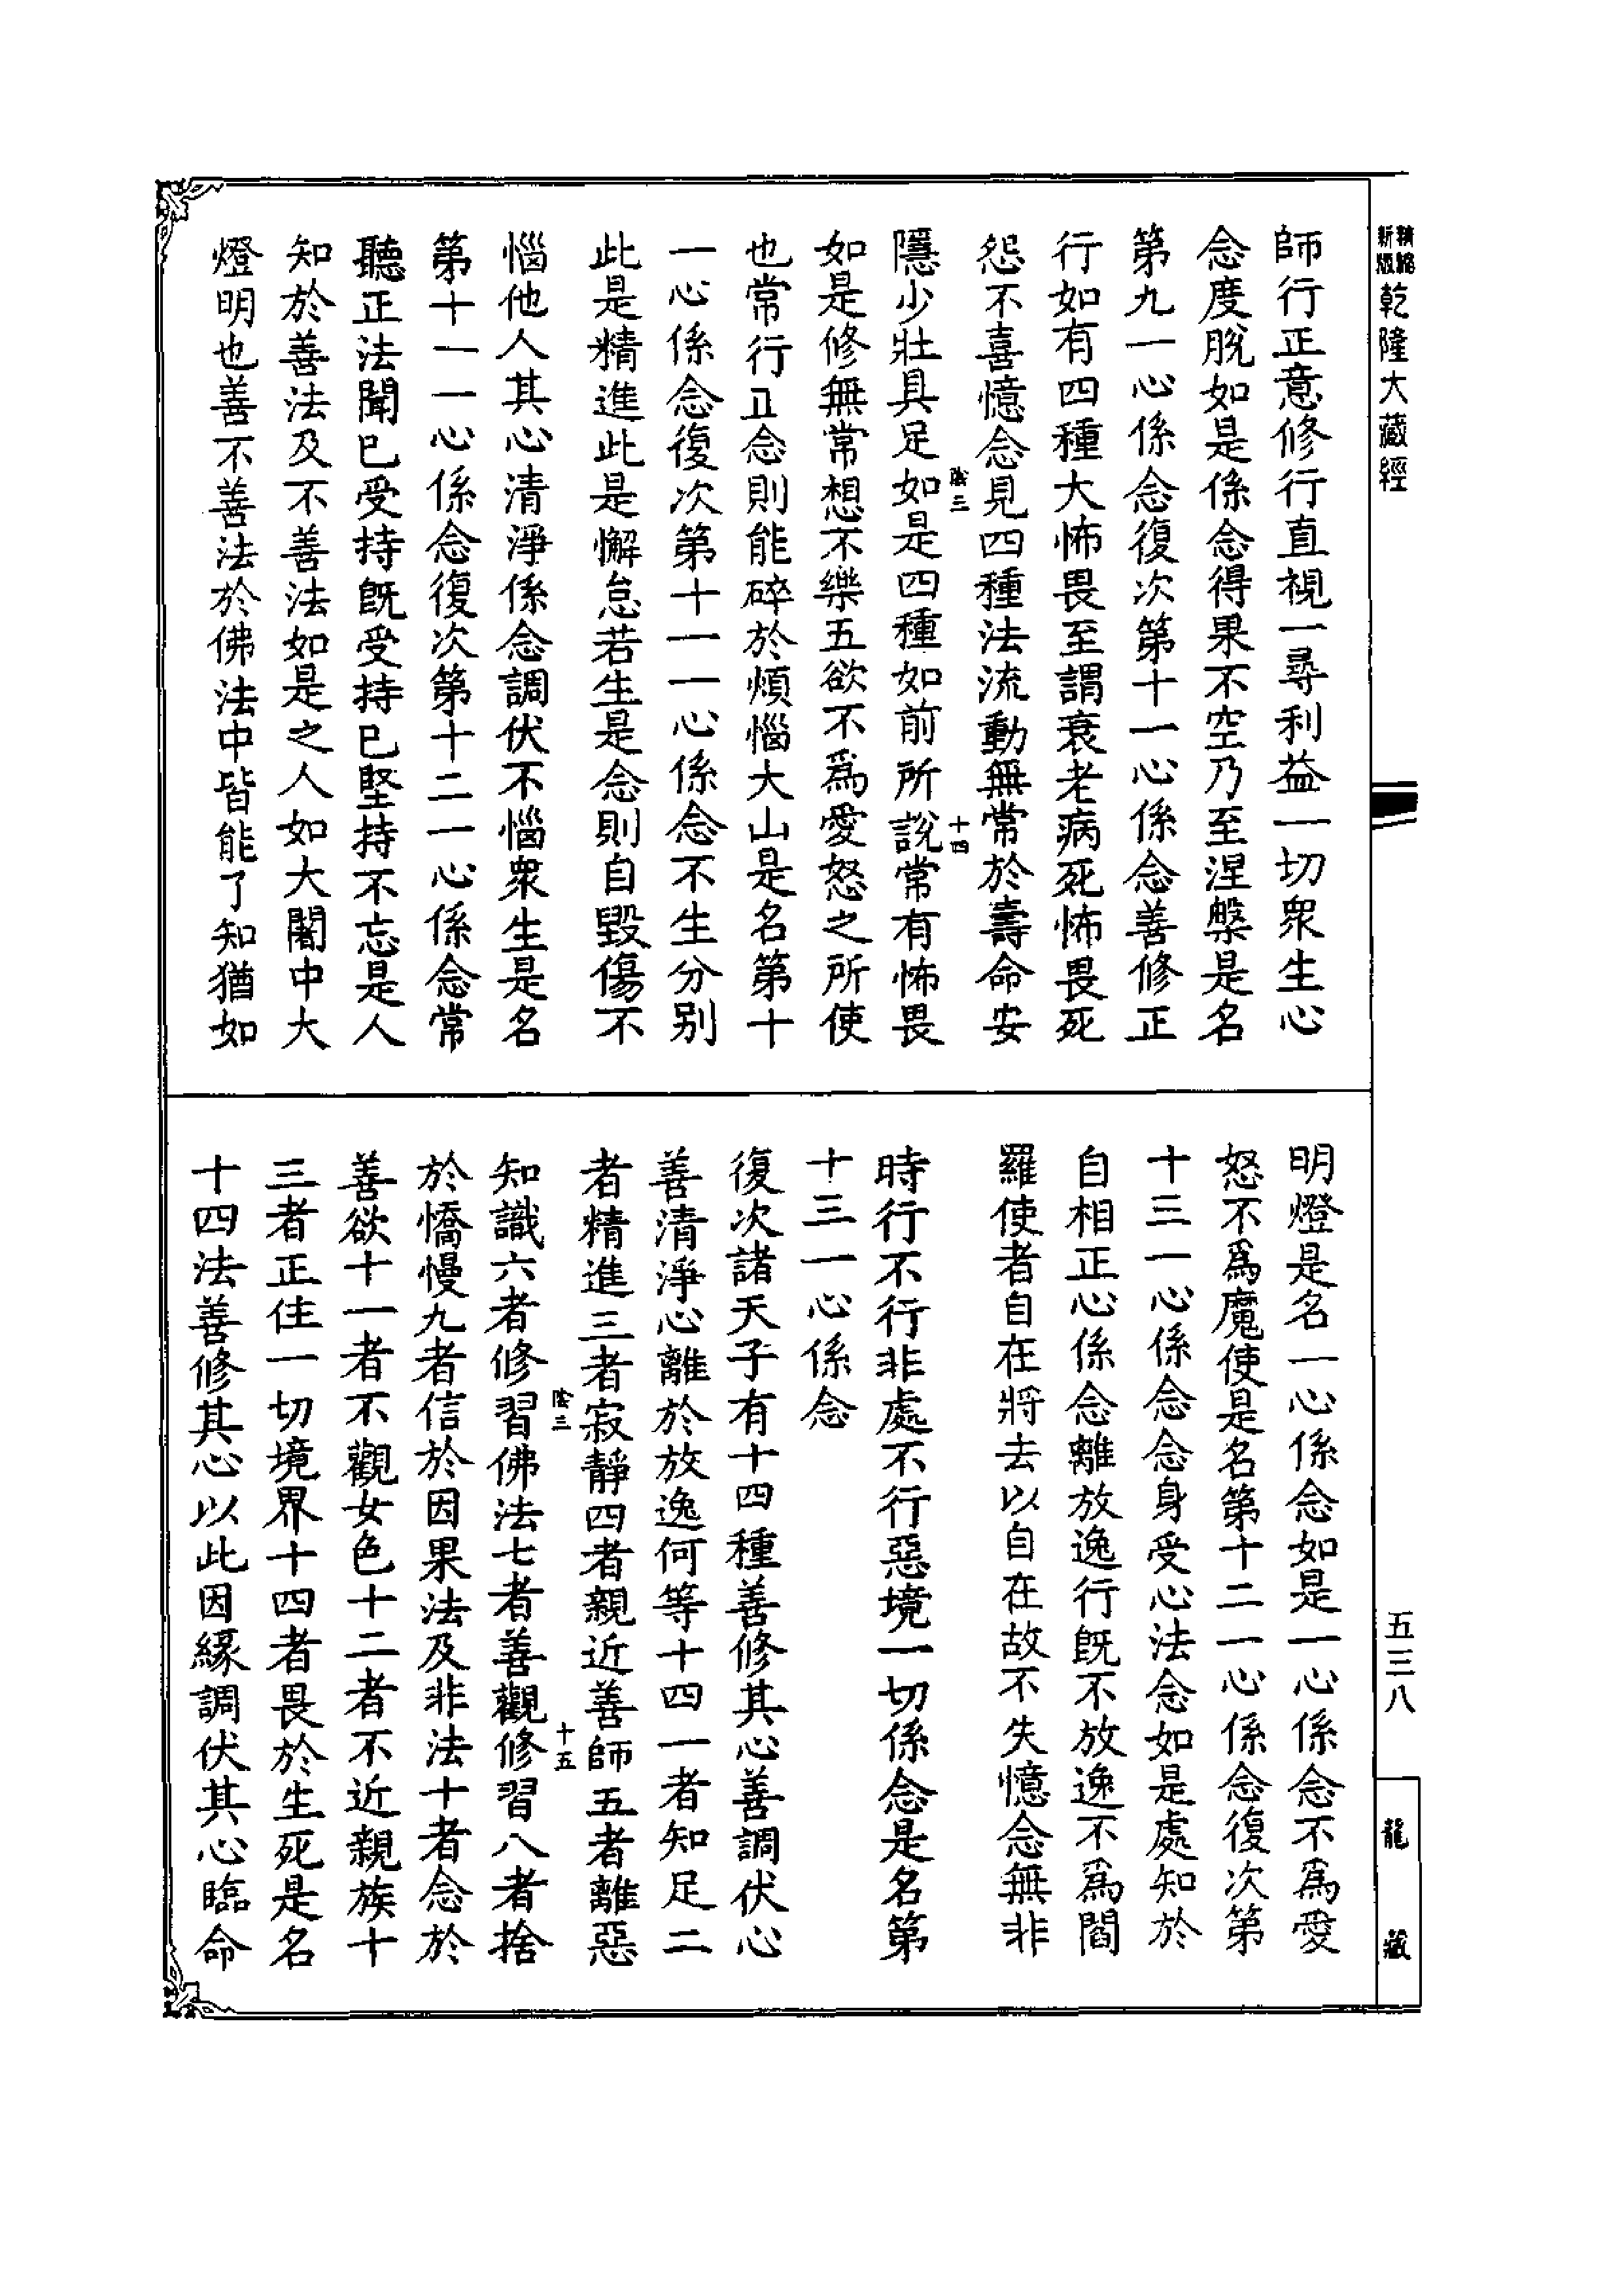 精縮新版乾隆大藏經
師行正意修行直視一尋利益一切衆生心
念度脫如是係念得果不空乃至涅槃是名
第九一心係念復次第十一心係念善修正
行如有四種大怖畏至謂衰老病死怖畏死
怨不喜憶念見四種法流動無常於壽命安
陰三
十四
隱少壯具足如是四種如前所說常有怖畏
如是修無常想不樂五欲不爲愛怒之所使
也常行正念則能碎於煩惱大山是名第十
一心係念復次第十一一心係念不生分別
此是精進此是懈怠若生是念則自毀傷不
惱他人其心清淨係念調伏不惱衆生是名
第十一一心係念復次第十二一心係念常
聽正法聞已受持旣受持已堅持不忘是人
知於善法及不善法如是之人如大闇中大
燈明也善不善法於佛法中皆能了知猶如
明燈是名一心係念如是一心係念不爲愛
怒不爲魔使是名第十二一心係念復次第
十三一心係念念身受心法念如是處知於
自相正心係念離放逸行旣不放逸不爲閻
羅使者自在將去以自在故不失憶念無非
時行不行非處不行惡境一切係念是名第
十三一心係念
復次諸天子有十四種善修其心善調伏心
善清淨心離於放逸何等十四一者知足二
者精進三者寂靜四者親近善師五者離惡
陰三
十五
知識六者修習佛法七者善觀修習八者捨
於憍慢九者信於因果法及非法十者念於
善欲十一者不觀女色十二者不近親族十
三者正住一切境界十四者畏於生死是名
十四法善修其心以此因緣調伏其心臨命
五三八
龍藏